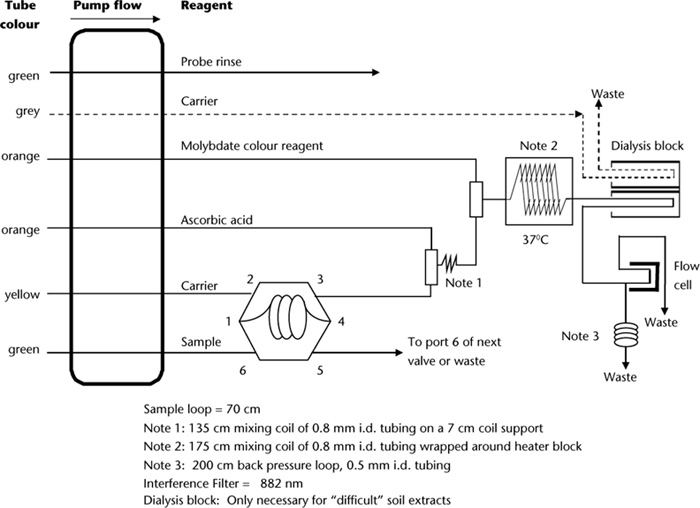 Tube colour
Pump flow
Reagent
green
Probe rinse
grey
Carrier
Waste
orange
Molybdate colour reagent
Note 2
Dialysis block
orange
Ascorbic acid
37⁰C
Note 1
Flow cell
yellow
Carrier
2
3
1
4
Waste
Note 3
green
Sample
6
5
To port 6 of next
valve or waste
Waste
Sample loop = 70 cm
Note 1: 135 cm mixing coil of 0.8 mm i.d. tubing on a 7 cm coil support
Note 2: 175 cm mixing coil of 0.8 mm i.d. tubing wrapped around heater block
Note 3: 200 cm back pressure loop, 0.5 mm i.d. tubing
Interference Filter = 882 nm
Dialysis block: Only necessary for “difficult” soil extracts